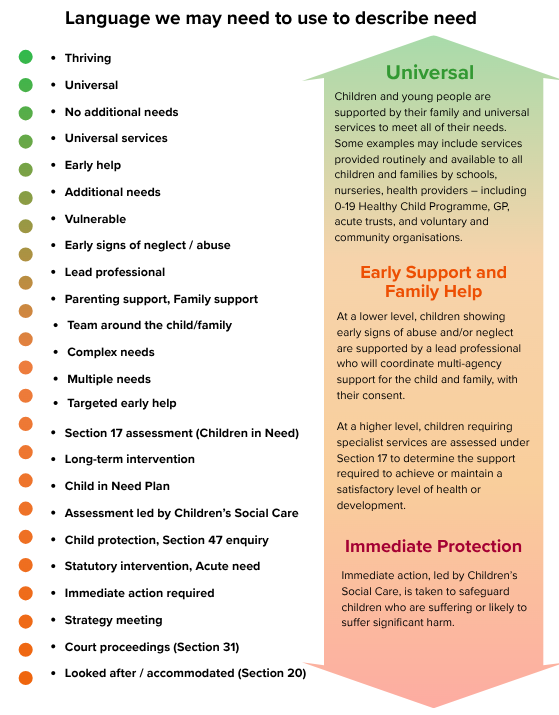 Language we may need to use to describe need
• Thriving
• Universal
• No additional needs
• Universal services
• Early help
• Additional needs
• Vulnerable
• Early signs of neglect / abuse
• Lead professional
• Parenting support, Family support
• Team around the child/family
• Complex needs
• Multiple needs
• Targeted early help
• Section 17 assessment (Children in Need)
• Long-term intervention
• Child in Need Plan
• Assessment led by Children's Social Care
• Child protection, Section 47 enquiry
• Statutory intervention, Acute need
• Immediate action required
• Strategy meeting
• Court proceedings (Section 31)
• Looked after / accommodated (Section 20)
Universal
Children and young people are
supported by their family and universal
services to meet all of their needs.
Some examples may include services
provided routinely and available to all
children and families by schools,
nurseries, health providers – including
0-19 Healthy Child Programme, GP,
acute trusts, and voluntary and
community organisations.
Early Support and
Family Help
At a lower level, children showing
early signs of abuse and/or neglect
are supported by a lead professional
who will coordinate multi-agency
support for the child and family, with
their consent.
At a higher level, children requiring
specialist services are assessed under
Section 17 to determine the support
required to achieve or maintain a
satisfactory level of health or
development.
Immediate Protection
Immediate action, led by Children's
Social Care, is taken to safeguard
children who are suffering or likely to
suffer significant harm.